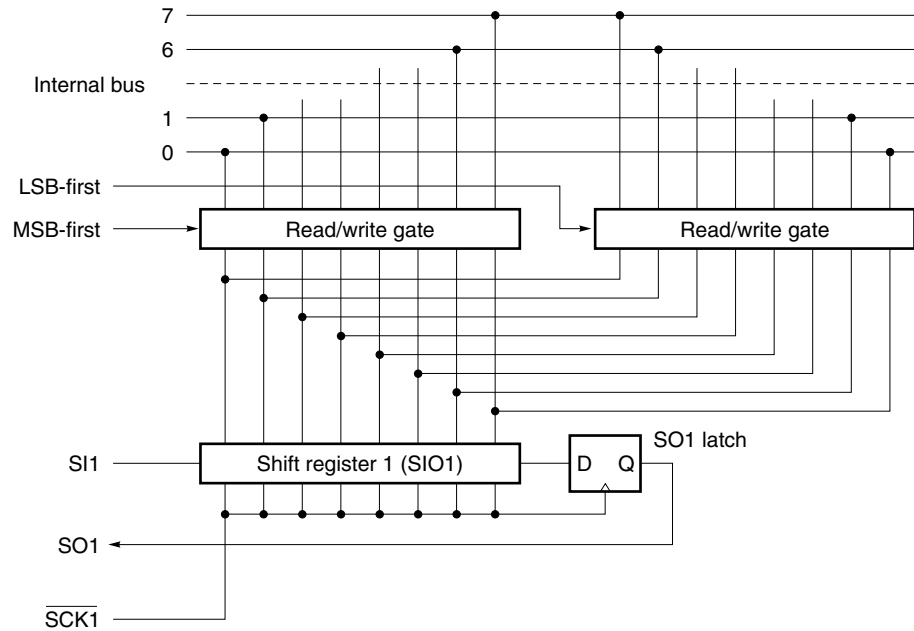 7
6
Internal bus
1
0
LSB-first
MSB-first
Read/write gate
Read/write gate
SO1 latch
SI1
Shift register 1 (SIO1)
D Q
SO1
SCK1